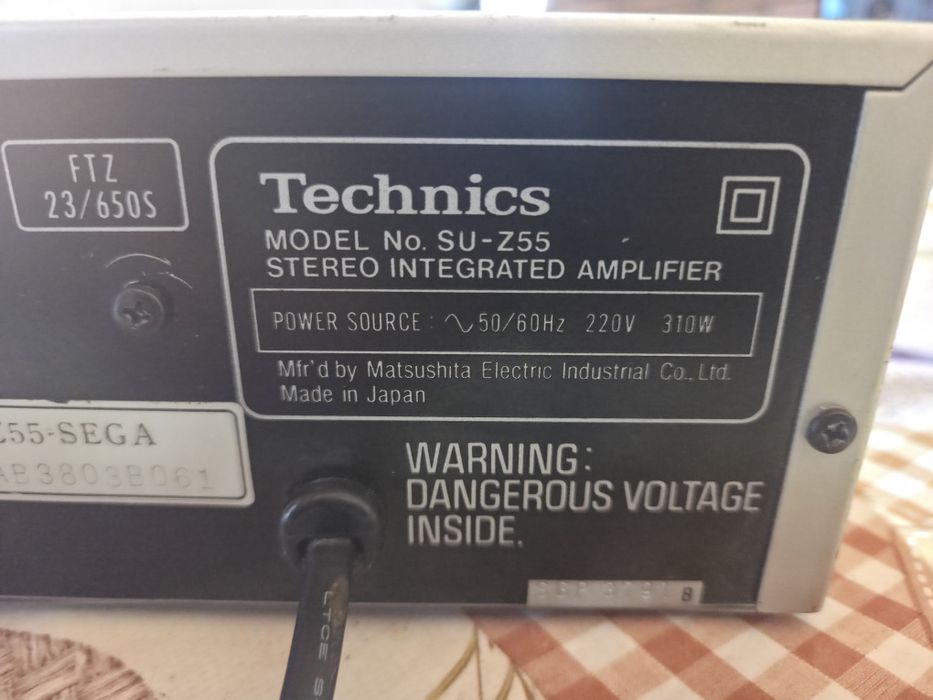 FTZ
23/650S
Technics
MODEL No. SU-Z55
STEREO INTEGRATED AMPLIFIER
POWER SOURCE : ∿ 50/60Hz 220V 310W
Mfr'd by Matsushita Electric Industrial Co., Ltd.
Made in Japan
Z55-SEGA
AB3803B061
WARNING:
DANGEROUS VOLTAGE
INSIDE.
B
LTCE S